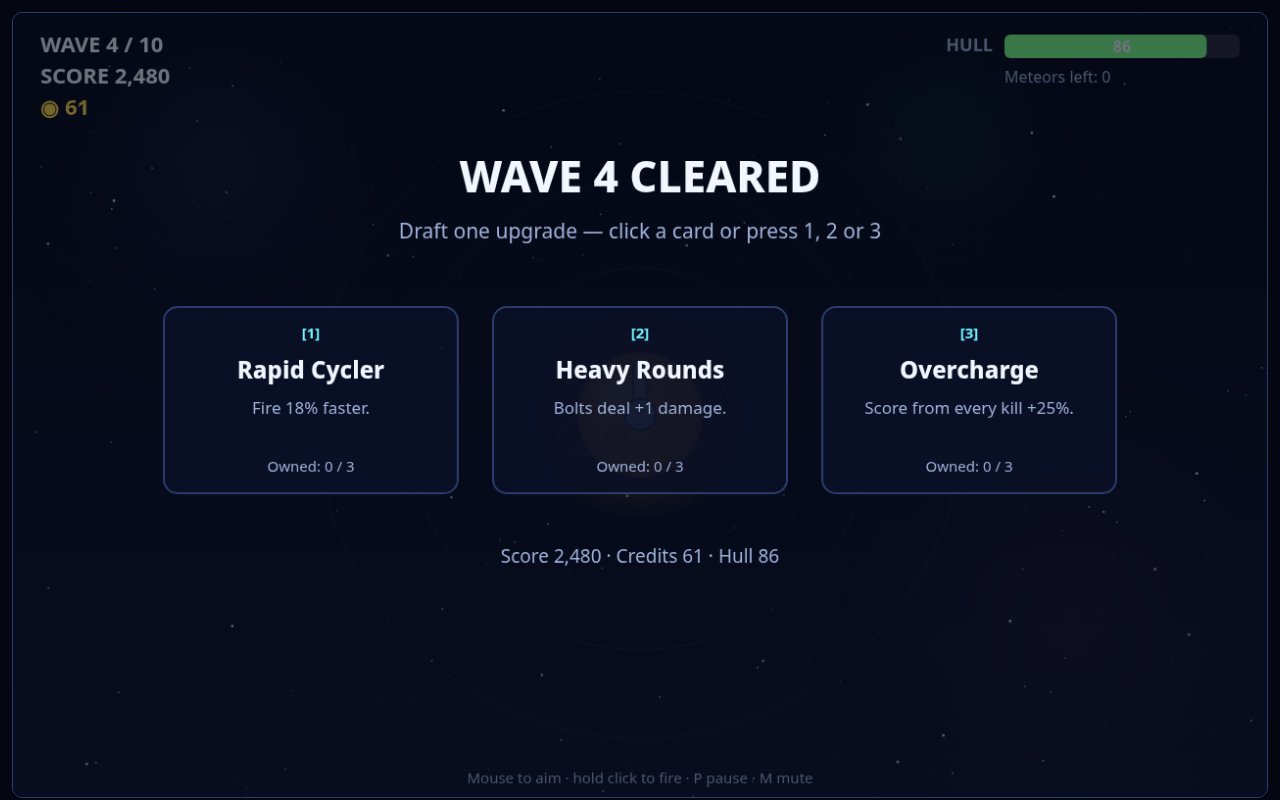 WAVE 4 / 10
SCORE 2,480
◉ 61
HULL 86
Meteors left: 0
WAVE 4 CLEARED
Draft one upgrade — click a card or press 1, 2 or 3
[1]
Rapid Cycler
Fire 18% faster.
Owned: 0 / 3
[2]
Heavy Rounds
Bolts deal +1 damage.
Owned: 0 / 3
[3]
Overcharge
Score from every kill +25%.
Owned: 0 / 3
Score 2,480 · Credits 61 · Hull 86
Mouse to aim · hold click to fire · P pause · M mute